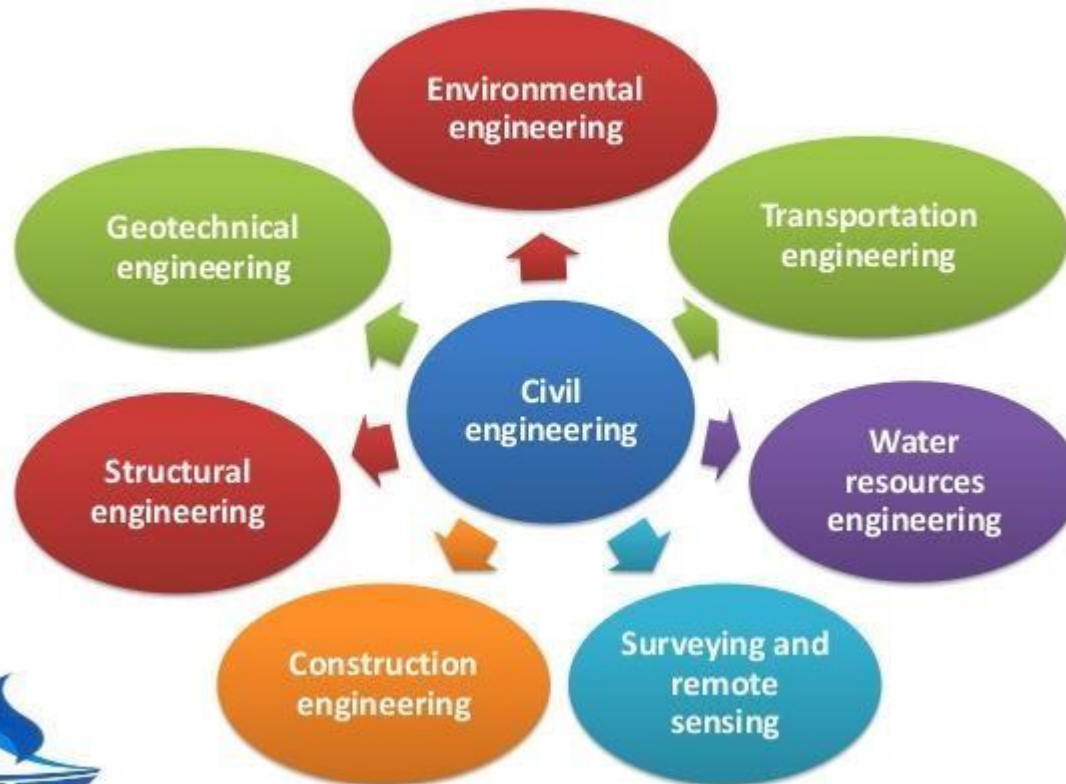 Environmental
engineering
Geotechnical
engineering
Transportation
engineering
Civil
engineering
Structural
engineering
Water
resources
engineering
Construction
engineering
Surveying and
remote
sensing